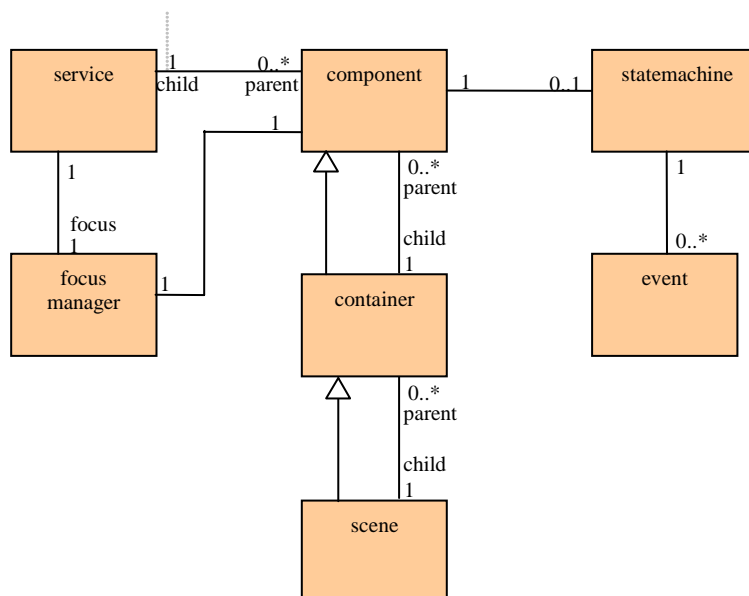 service
1
child
0..*
parent
component
1
0..1
statemachine
1
1
0..*
parent
1
focus
1
child
1
0..*
focus
manager
1
container
event
0..*
parent
child
1
scene